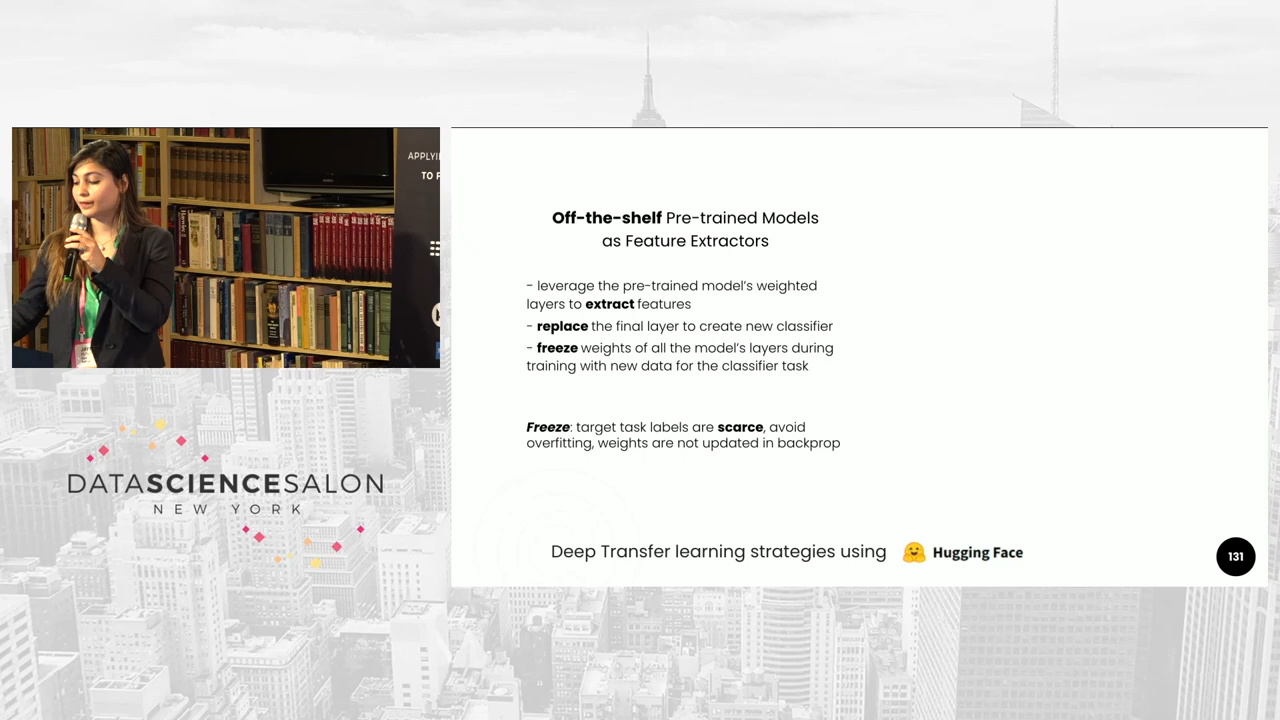 APPLYI
TO F
DATASCIENCESALON
NEW YORK
Off-the-shelf Pre-trained Models
as Feature Extractors
- leverage the pre-trained model's weighted
layers to extract features
- replace the final layer to create new classifier
- freeze weights of all the model's layers during
training with new data for the classifier task
Freeze: target task labels are scarce, avoid
overfitting, weights are not updated in backprop
Deep Transfer learning strategies using Hugging Face
131